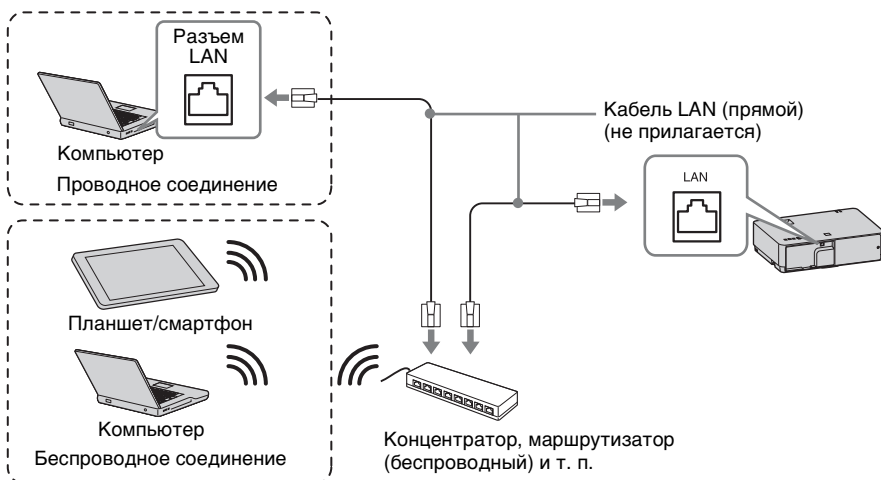 Разъем
LAN
Компьютер
Проводное соединение
Кабель LAN (прямой)
(не прилагается)
LAN
Планшет/смартфон
Компьютер
Беспроводное соединение
Концентратор, маршрутизатор
(беспроводный) и т. п.